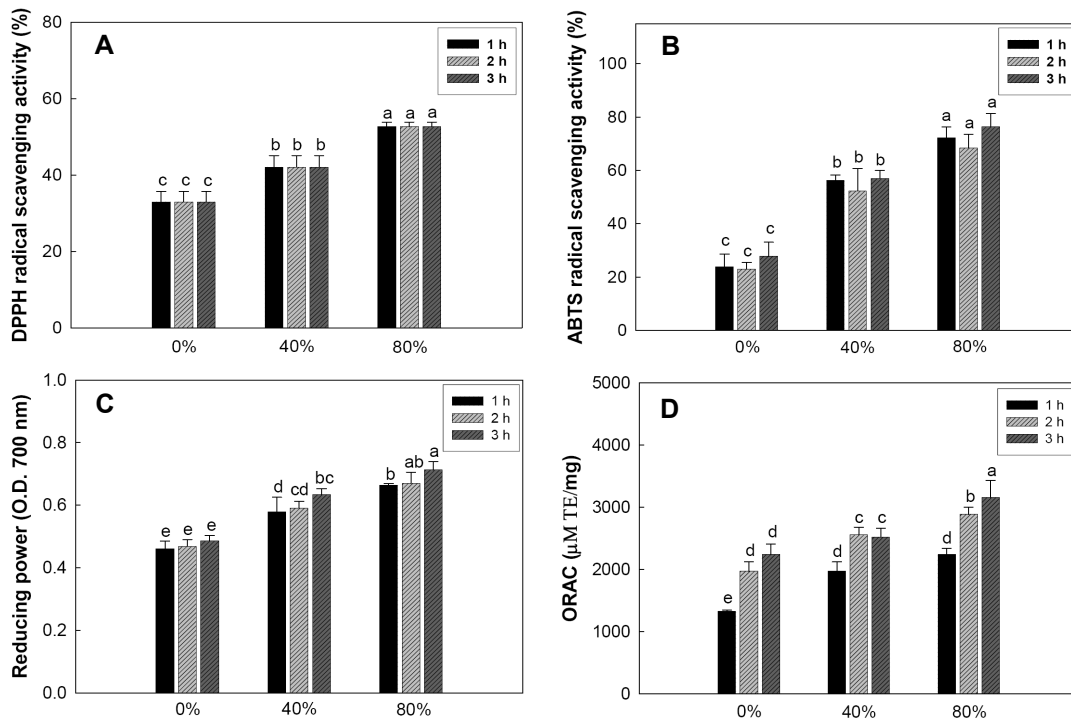 DPPH radical scavenging activity (%)
80
60
40
20
0
A
1 h
2 h
3 h
c c c
b b b
a a a
0% 40% 80%
ABTS radical scavenging activity (%)
100
80
60
40
20
0
B
1 h
2 h
3 h
c c c
b b b
a a a
0% 40% 80%
Reducing power (O.D. 700 nm)
1.0
0.8
0.6
0.4
0.2
0.0
C
1 h
2 h
3 h
e e e
d cd bc
b ab a
0% 40% 80%
ORAC (µM TE/mg)
5000
4000
3000
2000
1000
0
D
1 h
2 h
3 h
e d d
d c c
d b a
0% 40% 80%